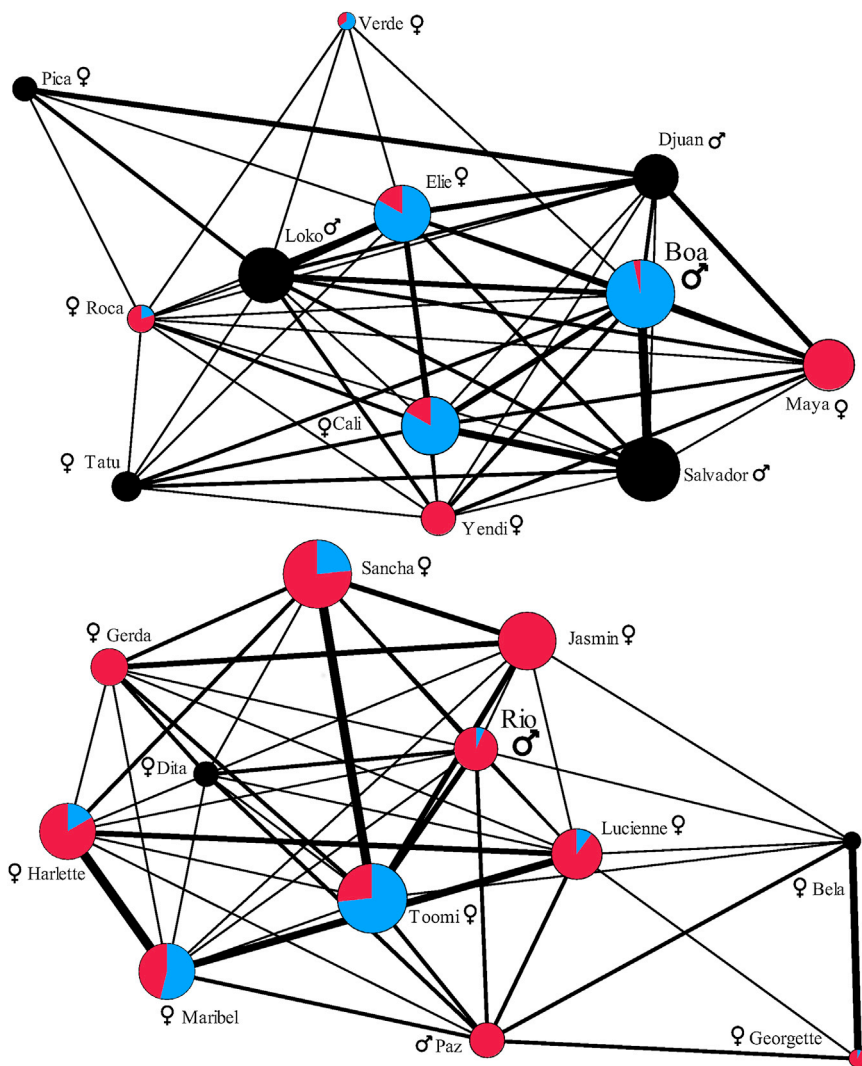 Verde ♀
Pica ♀
Djuan ♂
Elie ♀
Loko ♂
Boa
♂
♀ Roca
Maya ♀
♀ Cali
♀ Tatu
Salvador ♂
Yendi ♀
Sancha ♀
♀ Gerda
Jasmin ♀
Rio
♂
♀ Dita
Lucienne ♀
♀ Harlette
♀ Bela
Toomi ♀
♀ Maribel
♂ Paz
♀ Georgette